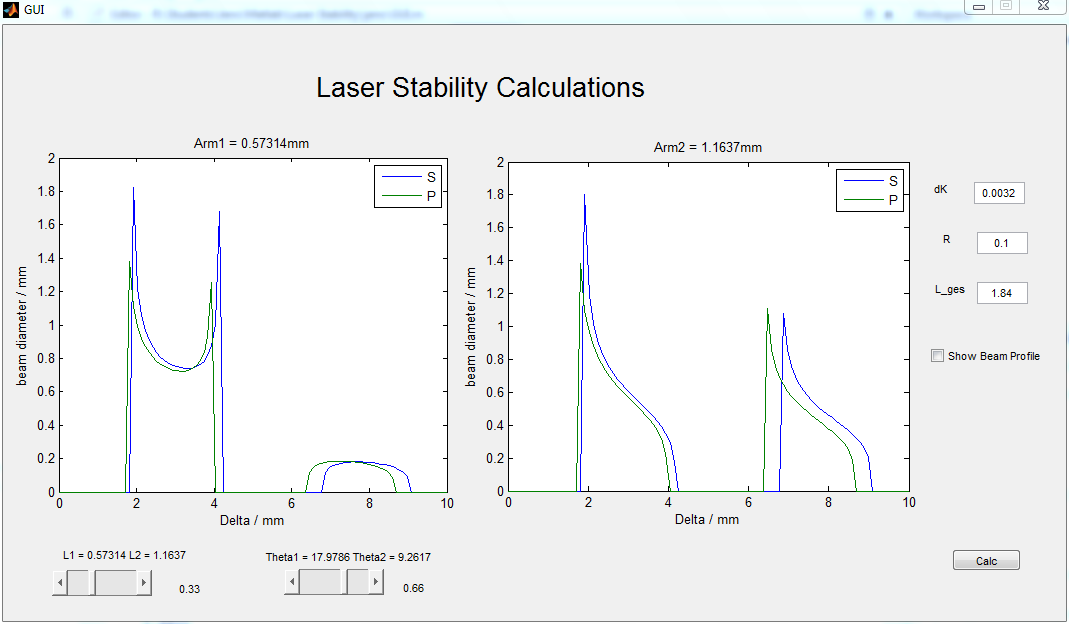 GUI
Laser Stability Calculations
Arm1 = 0.57314mm
beam diameter / mm
2
1.8
1.6
1.4
1.2
1
0.8
0.6
0.4
0.2
0
0 2 4 6 8 10
Delta / mm
S
P
Arm2 = 1.1637mm
beam diameter / mm
2
1.8
1.6
1.4
1.2
1
0.8
0.6
0.4
0.2
0
0 2 4 6 8 10
Delta / mm
S
P
dK 0.0032
R 0.1
L_ges 1.84
Show Beam Profile
L1 = 0.57314 L2 = 1.1637
0.33
Theta1 = 17.9786 Theta2 = 9.2617
0.66
Calc